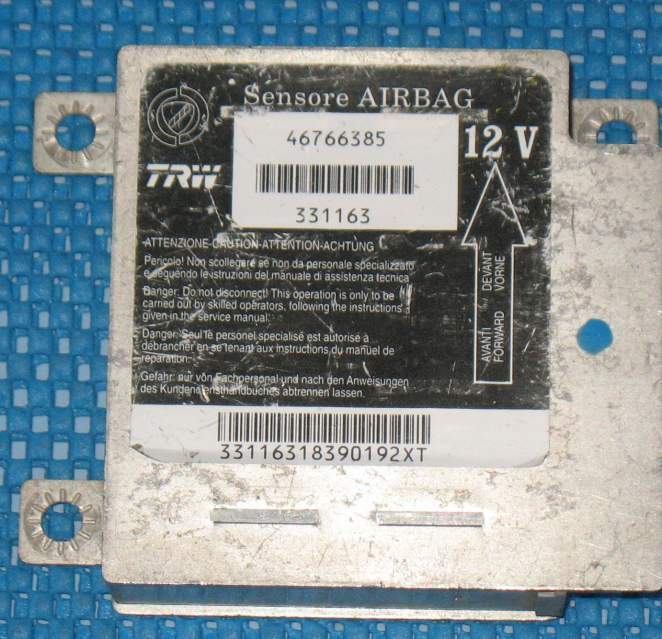 Sensore AIRBAG
46766385
12 V
TRW
331163
ATTENZIONE-CAUTION-ATTENTION-ACHTUNG
Pericolo! Non scollegare se non da personale specializzato
e seguendo le istruzioni del manuale di assistenza tecnica
Danger: Do not disconnect! This operation is only to be
carried out by skilled operators, following the instructions
given in the service manual.
Danger: Seul le personel specialisé est autorise à
débrancher en se tenant aux instructions du manuel de
reparation.
Gefahr: nur von Fachpersonal und nach den Anweisungen
des Kundendiensthandbuches abtrennen lassen.
AVANTI DEVANT
FORWARD VORNE
33116318390192XT